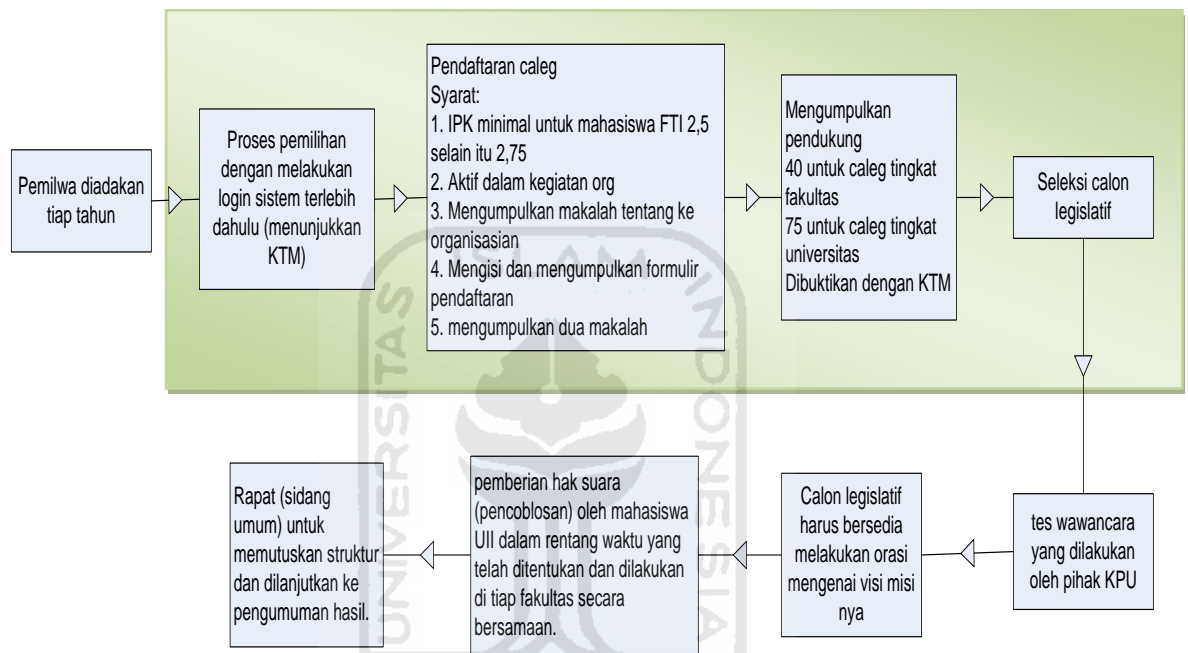 Pemilwa diadakan
tiap tahun
Proses pemilihan
dengan melakukan
login sistem terlebih
dahulu (menunjukkan
KTM)
Pendaftaran caleg
Syarat:
1. IPK minimal untuk mahasiswa FTI 2,5
selain itu 2,75
2. Aktif dalam kegiatan org
3. Mengumpulkan makalah tentang ke
organisasian
4. Mengisi dan mengumpulkan formulir
pendaftaran
5. mengumpulkan dua makalah
Mengumpulkan
pendukung
40 untuk caleg tingkat
fakultas
75 untuk caleg tingkat
universitas
Dibuktikan dengan KTM
Seleksi calon
legislatif
tes wawancara
yang dilakukan
oleh pihak KPU
Calon legislatif
harus bersedia
melakukan orasi
mengenai visi misi
nya
pemberian hak suara
(pencoblosan) oleh mahasiswa
UII dalam rentang waktu yang
telah ditentukan dan dilakukan
di tiap fakultas secara
bersamaan.
Rapat (sidang
umum) untuk
memutuskan struktur
dan dilanjutkan ke
pengumuman hasil.
UNIVERSITAS
ISLAM
INDONESIA